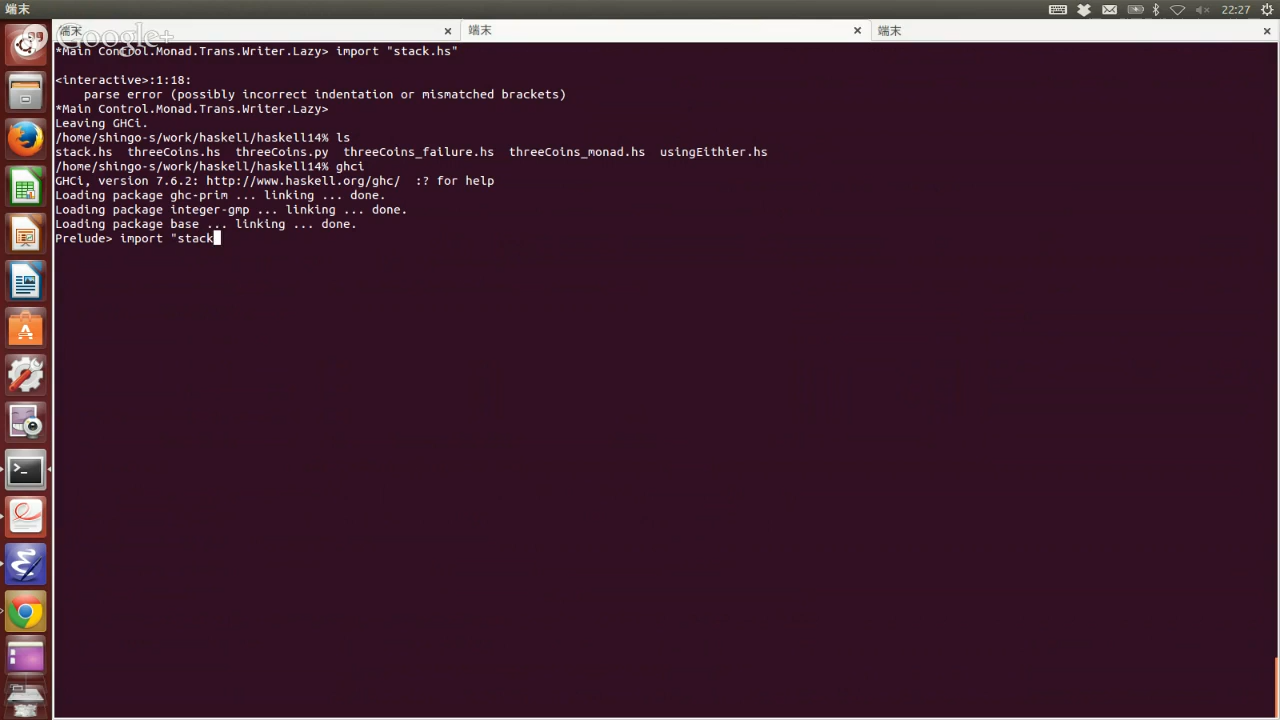 端末
22:27
Google+
端末
端末
端末
*Main Control.Monad.Trans.Writer.Lazy> import "stack.hs"
<interactive>:1:18:
    parse error (possibly incorrect indentation or mismatched brackets)
*Main Control.Monad.Trans.Writer.Lazy>
Leaving GHCi.
/home/shingo-s/work/haskell/haskell14% ls
stack.hs  threeCoins.hs  threeCoins.py  threeCoins_failure.hs  threeCoins_monad.hs  usingEithier.hs
/home/shingo-s/work/haskell/haskell14% ghci
GHCi, version 7.6.2: http://www.haskell.org/ghc/  :? for help
Loading package ghc-prim ... linking ... done.
Loading package integer-gmp ... linking ... done.
Loading package base ... linking ... done.
Prelude> import "stack